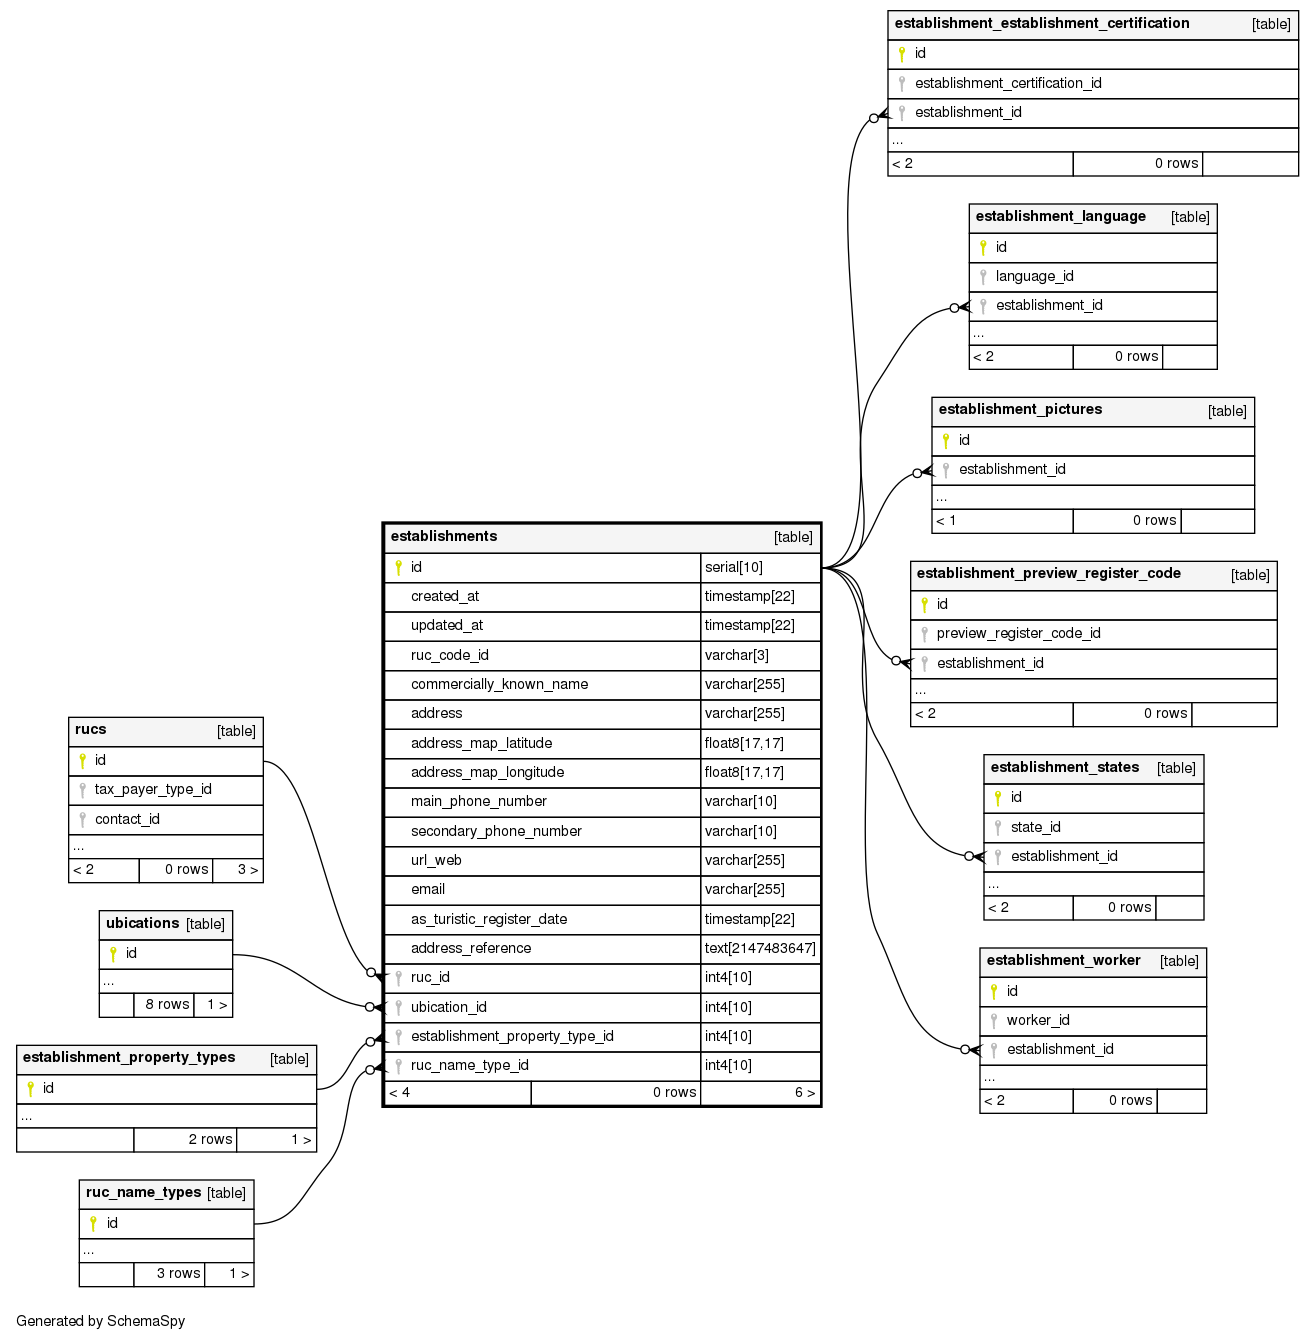 establishment_establishment_certification [table]
id
establishment_certification_id
establishment_id
...
< 2 0 rows
establishment_language [table]
id
language_id
establishment_id
...
< 2 0 rows
establishment_pictures [table]
id
establishment_id
...
< 1 0 rows
establishments [table]
id serial[10]
created_at timestamp[22]
updated_at timestamp[22]
ruc_code_id varchar[3]
commercially_known_name varchar[255]
address varchar[255]
address_map_latitude float8[17,17]
address_map_longitude float8[17,17]
main_phone_number varchar[10]
secondary_phone_number varchar[10]
url_web varchar[255]
email varchar[255]
as_turistic_register_date timestamp[22]
address_reference text[2147483647]
ruc_id int4[10]
ubication_id int4[10]
establishment_property_type_id int4[10]
ruc_name_type_id int4[10]
< 4 0 rows 6 >
establishment_preview_register_code [table]
id
preview_register_code_id
establishment_id
...
< 2 0 rows
rucs [table]
id
tax_payer_type_id
contact_id
...
< 2 0 rows 3 >
establishment_states [table]
id
state_id
establishment_id
...
< 2 0 rows
ubications [table]
id
...
8 rows 1 >
establishment_worker [table]
id
worker_id
establishment_id
...
< 2 0 rows
establishment_property_types [table]
id
...
2 rows 1 >
ruc_name_types [table]
id
...
3 rows 1 >
Generated by SchemaSpy